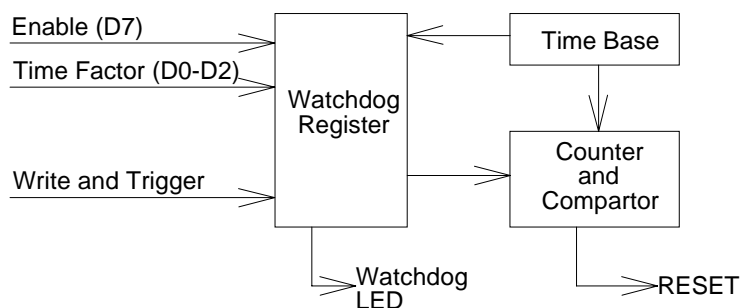 Enable (D7)
Time Factor (D0-D2)
Write and Trigger
Watchdog
Register
Time Base
Counter
and
Compartor
Watchdog
LED
RESET